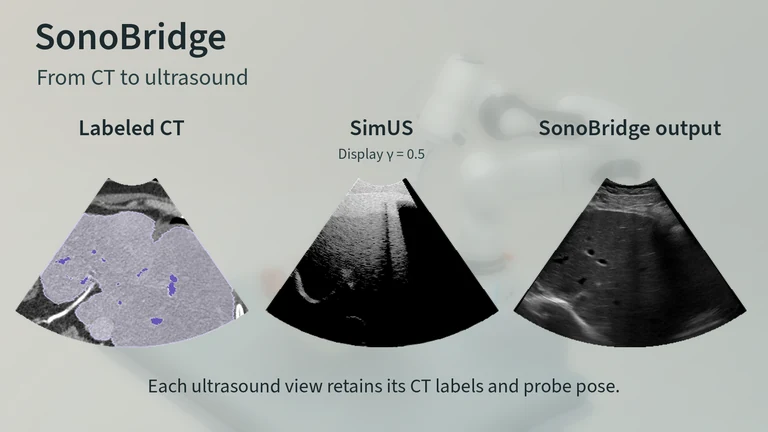 SonoBridge
From CT to ultrasound
Labeled CT
SimUS
SonoBridge output
Display γ = 0.5
Each ultrasound view retains its CT labels and probe pose.